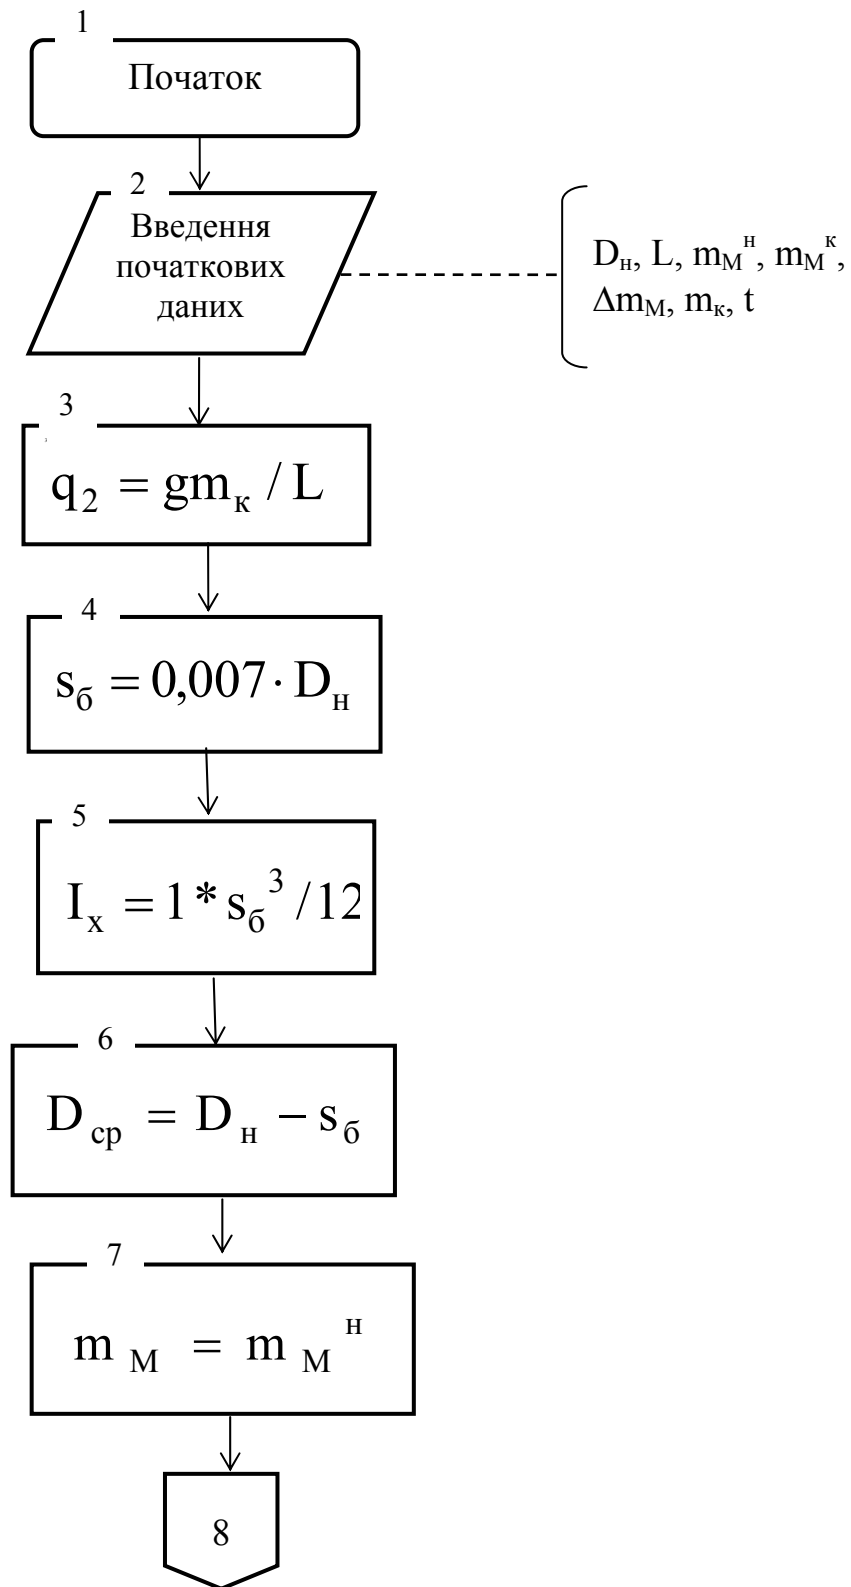 1
Початок
2
Введення
початкових
даних
Dн, L, mМн, mМк,
ΔmМ, mк, t
3
q2 = gmк / L
4
sб = 0,007· Dн
5
Iх = 1 * sб3 /12
6
Dср = Dн − sб
7
mМ = mМн
8